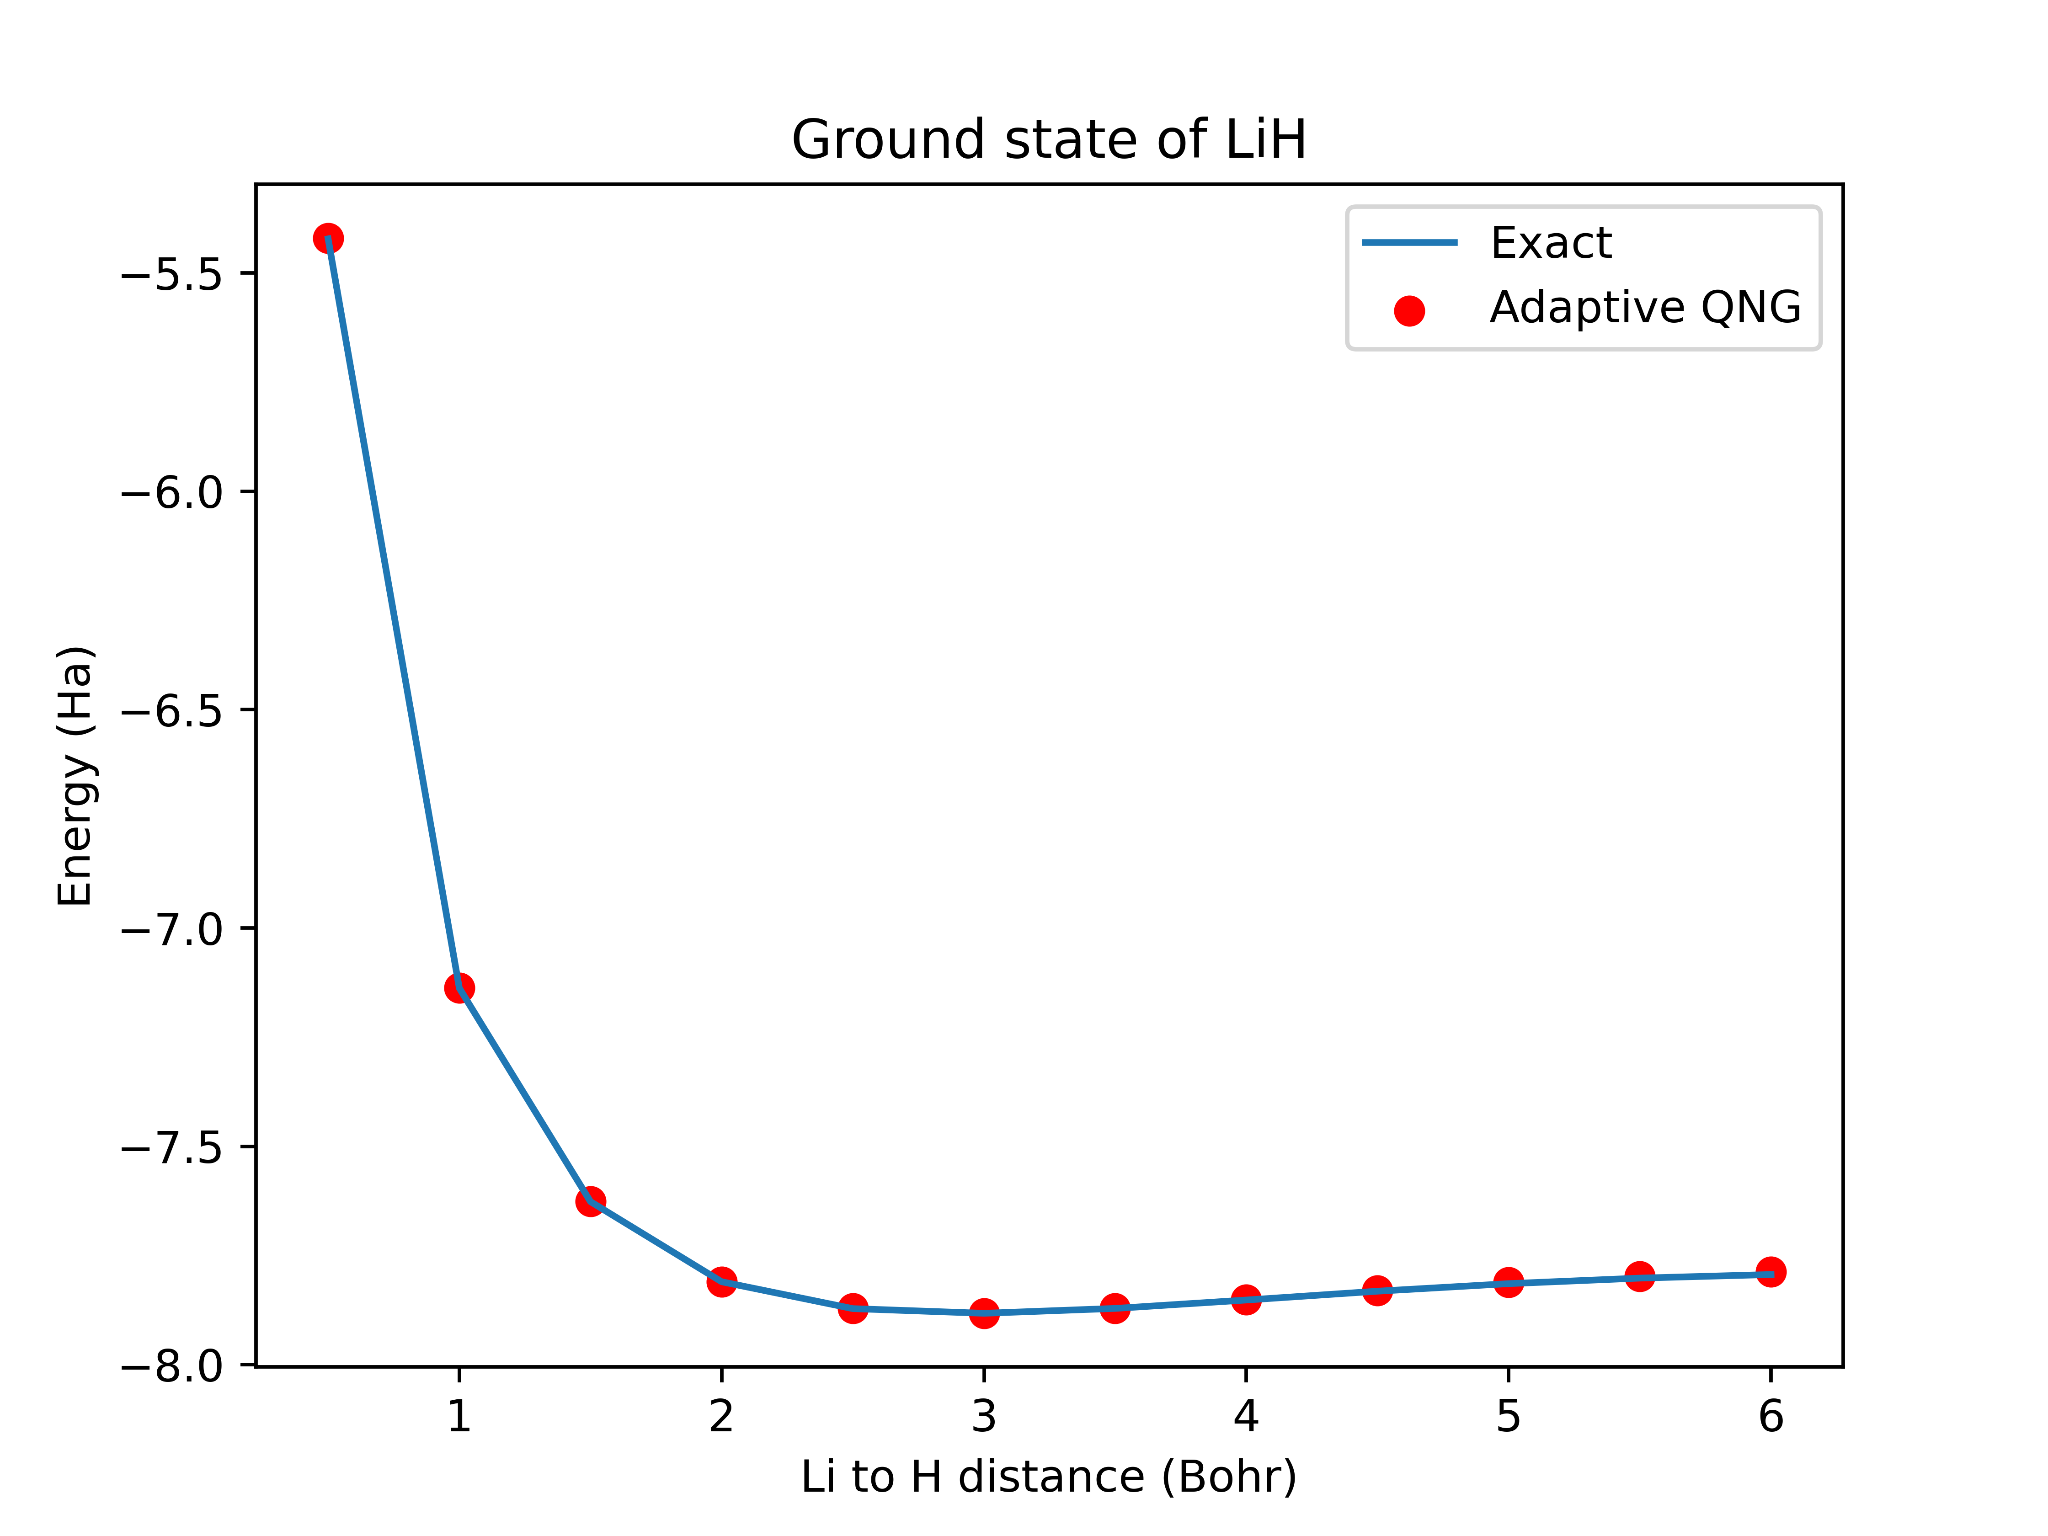 Ground state of LiH
Exact
Adaptive QNG
−5.5
−6.0
−6.5
−7.0
−7.5
−8.0
Energy (Ha)
1 2 3 4 5 6
Li to H distance (Bohr)